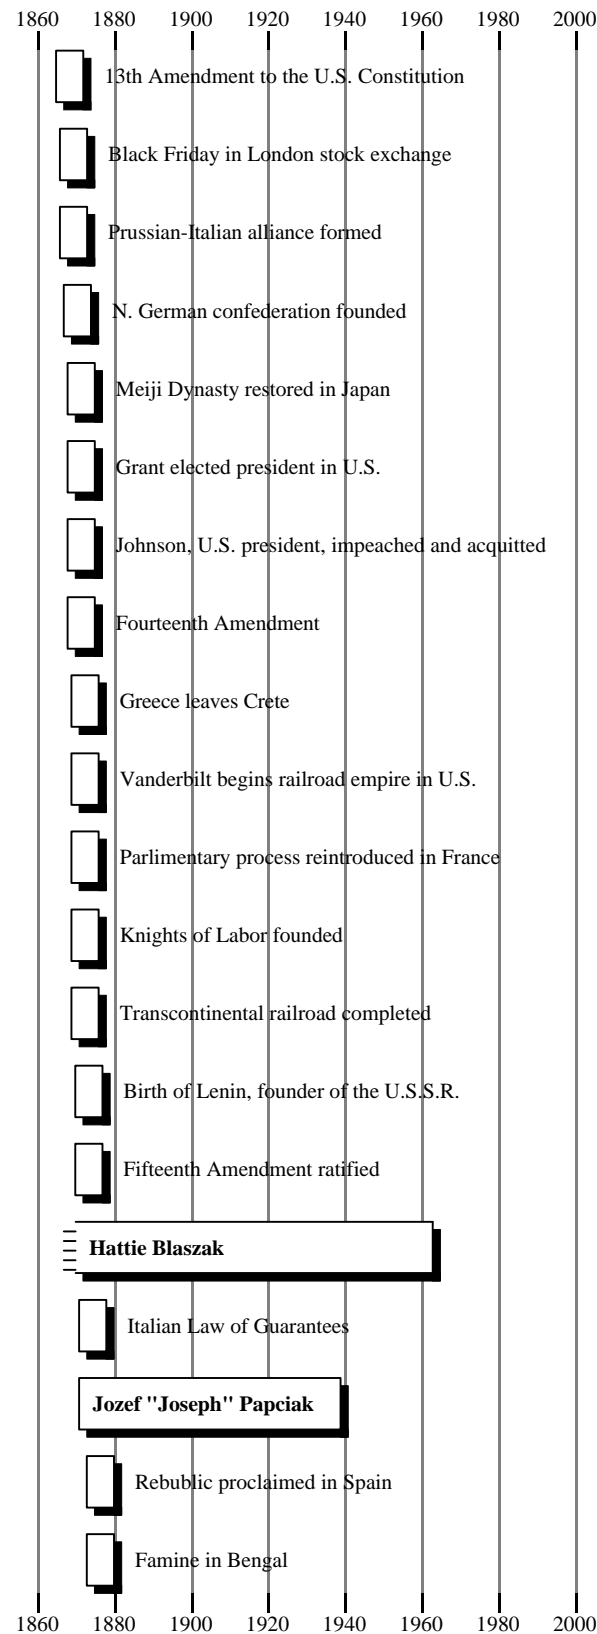 1860 1880 1900 1920 1940 1960 1980 2000
13th Amendment to the U.S. Constitution
Black Friday in London stock exchange
Prussian-Italian alliance formed
N. German confederation founded
Meiji Dynasty restored in Japan
Grant elected president in U.S.
Johnson, U.S. president, impeached and acquitted
Fourteenth Amendment
Greece leaves Crete
Vanderbilt begins railroad empire in U.S.
Parlimentary process reintroduced in France
Knights of Labor founded
Transcontinental railroad completed
Birth of Lenin, founder of the U.S.S.R.
Fifteenth Amendment ratified
Hattie Blaszak
Italian Law of Guarantees
Jozef "Joseph" Papciak
Rebublic proclaimed in Spain
Famine in Bengal
1860 1880 1900 1920 1940 1960 1980 2000